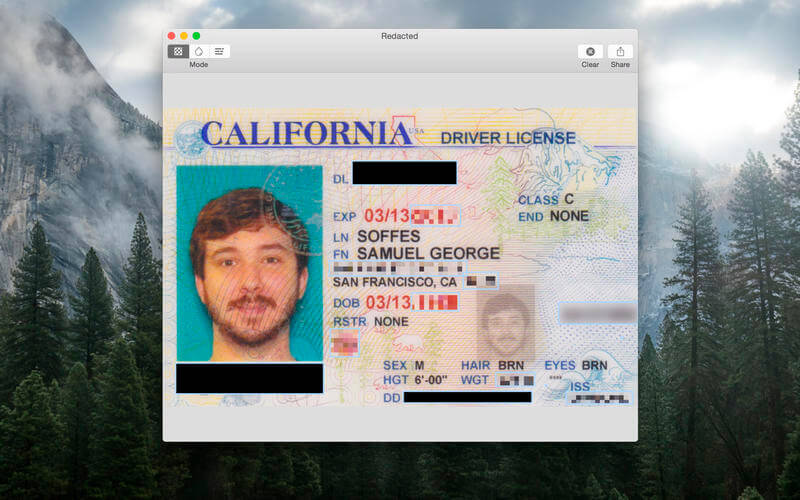 Redacted
Mode
Clear Share
CALIFORNIA USA DRIVER LICENSE
DL
CLASS C
EXP 03/13
END NONE
LN SOFFES
FN SAMUEL GEORGE
SAN FRANCISCO, CA
DOB 03/13
RSTR NONE
SEX M HAIR BRN EYES BRN
HGT 6'-00" WGT
ISS
DD